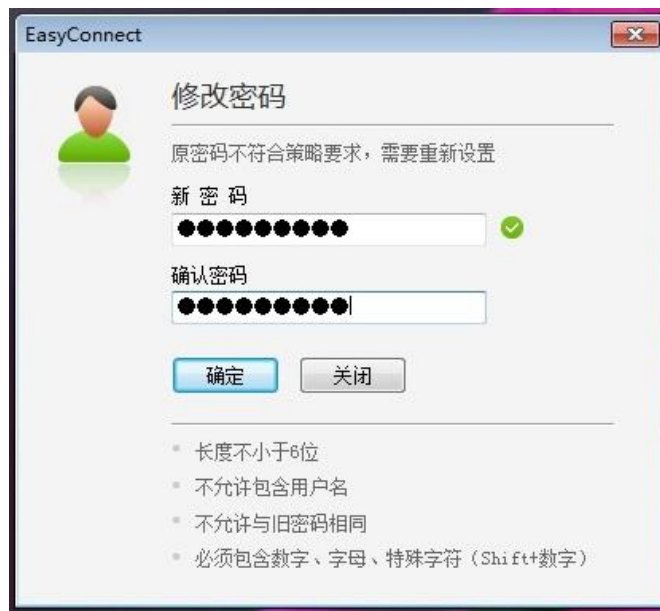 EasyConnect
修改密码
原密码不符合策略要求，需要重新设置
新 密 码
●●●●●●●●●
确认密码
●●●●●●●●●
确定 关闭
长度不小于6位
不允许包含用户名
不允许与旧密码相同
必须包含数字、字母、特殊字符（Shift+数字）